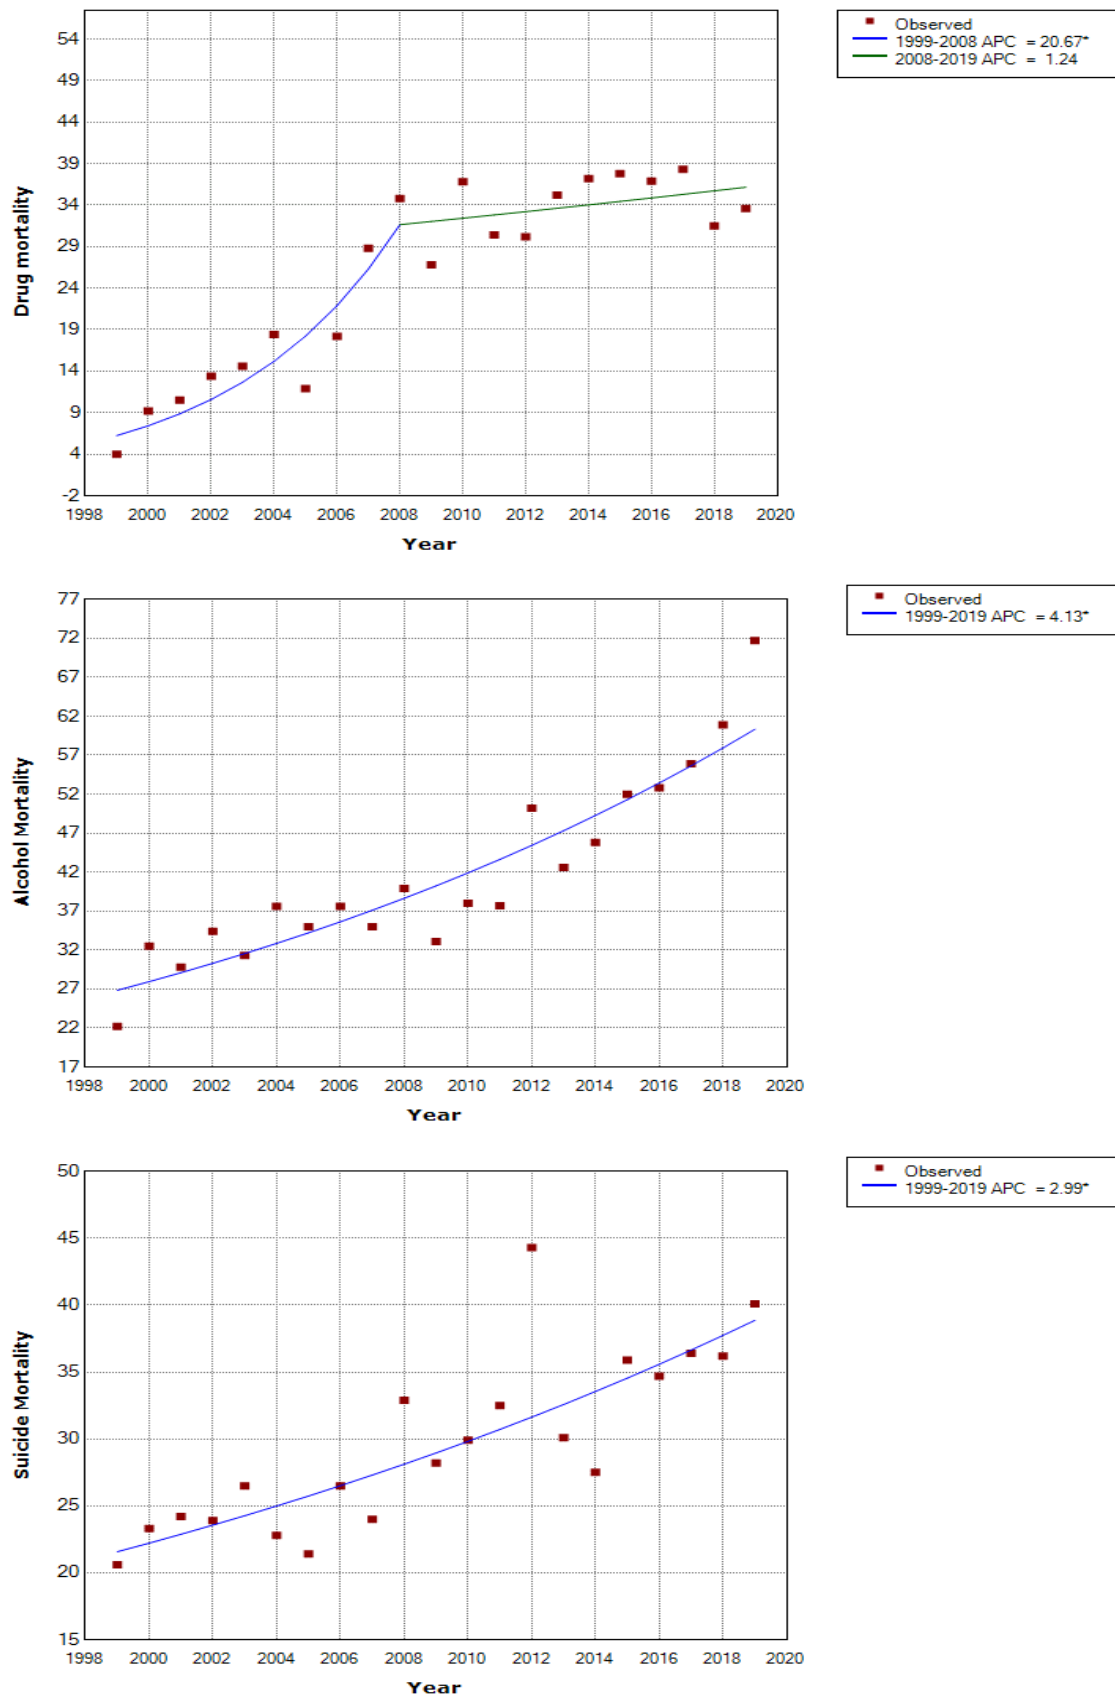 Observed
1999-2008 APC = 20.67*
2008-2019 APC = 1.24
Drug mortality
54
49
44
39
34
29
24
19
14
9
4
-2
1998 2000 2002 2004 2006 2008 2010 2012 2014 2016 2018 2020
Year
Observed
1999-2019 APC = 4.13*
Alcohol Mortality
77
72
67
62
57
52
47
42
37
32
27
22
17
1998 2000 2002 2004 2006 2008 2010 2012 2014 2016 2018 2020
Year
Observed
1999-2019 APC = 2.99*
Suicide Mortality
50
45
40
35
30
25
20
15
1998 2000 2002 2004 2006 2008 2010 2012 2014 2016 2018 2020
Year